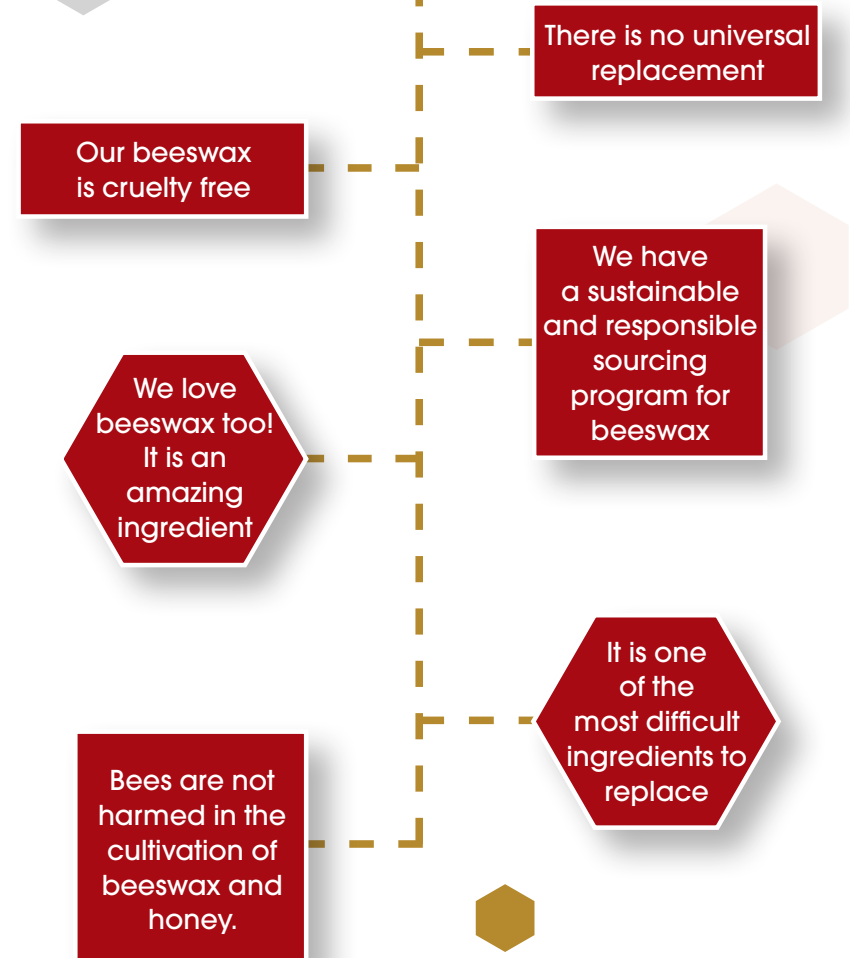 There is no universal
replacement
Our beeswax
is cruelty free
We have
a sustainable
and responsible
sourcing
program for
beeswax
We love
beeswax too!
It is an
amazing
ingredient
It is one
of the
most difficult
ingredients to
replace
Bees are not
harmed in the
cultivation of
beeswax and
honey.